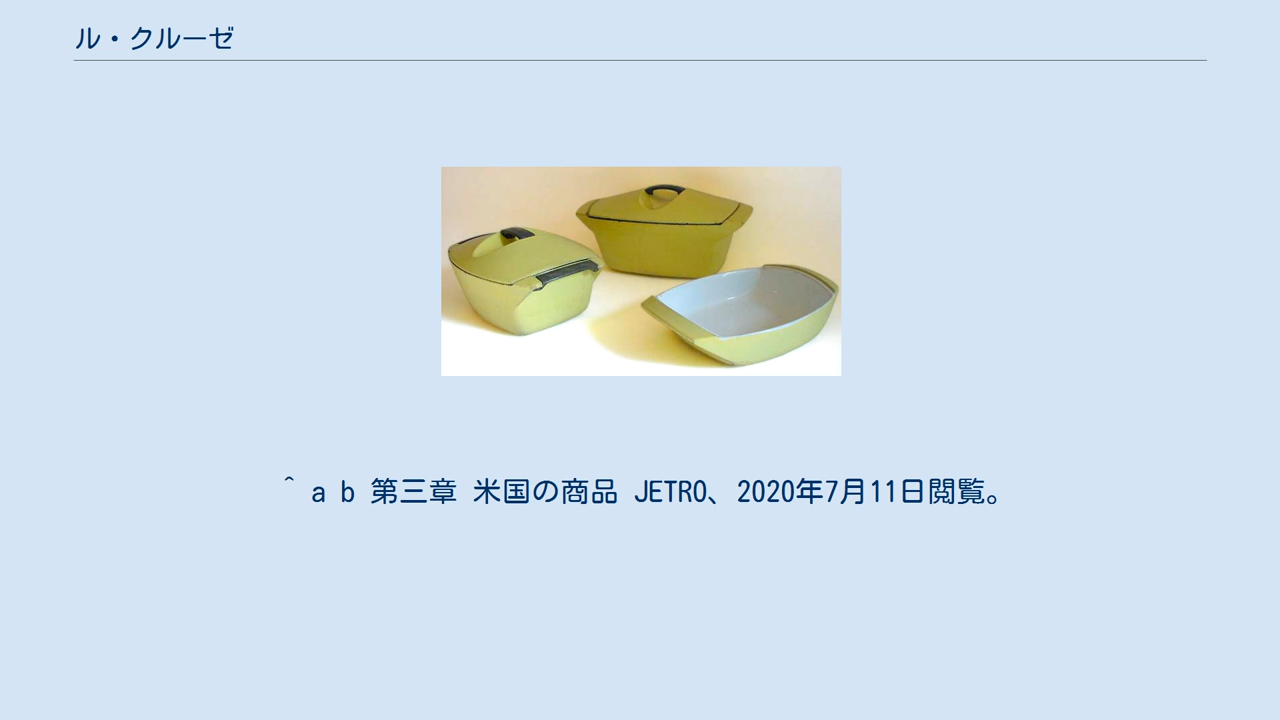 ル・クルーゼ
^ a b 第三章 米国の商品 JETRO、2020年7月11日閲覧。